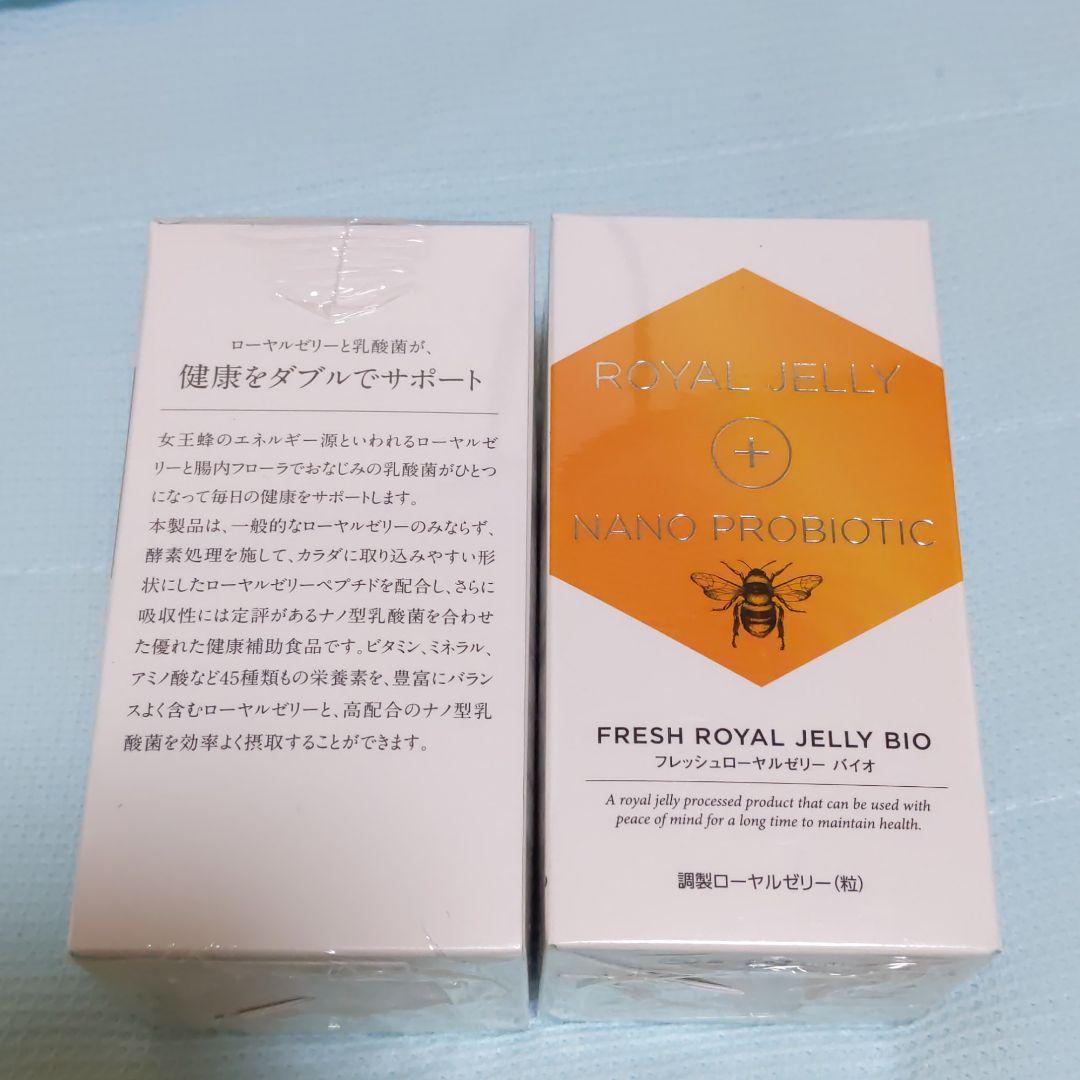 ローヤルゼリーと乳酸菌が、
健康をダブルでサポート
女王蜂のエネルギー源といわれるローヤルゼ
リーと腸内フローラでおなじみの乳酸菌がひとつ
になって毎日の健康をサポートします。
本製品は、一般的なローヤルゼリーのみならず、
酵素処理を施して、カラダに取り込みやすい形
状にしたローヤルゼリーペプチドを配合し、さらに
吸収性には定評があるナノ型乳酸菌を合わせ
た優れた健康補助食品です。ビタミン、ミネラル、
アミノ酸など45種類もの栄養素を、豊富にバラン
スよく含むローヤルゼリーと、高配合のナノ型乳
酸菌を効率よく摂取することができます。
ROYAL JELLY
+
NANO PROBIOTIC
FRESH ROYAL JELLY BIO
フレッシュローヤルゼリー バイオ
A royal jelly processed product that can be used with
peace of mind for a long time to maintain health.
調製ローヤルゼリー(粒)